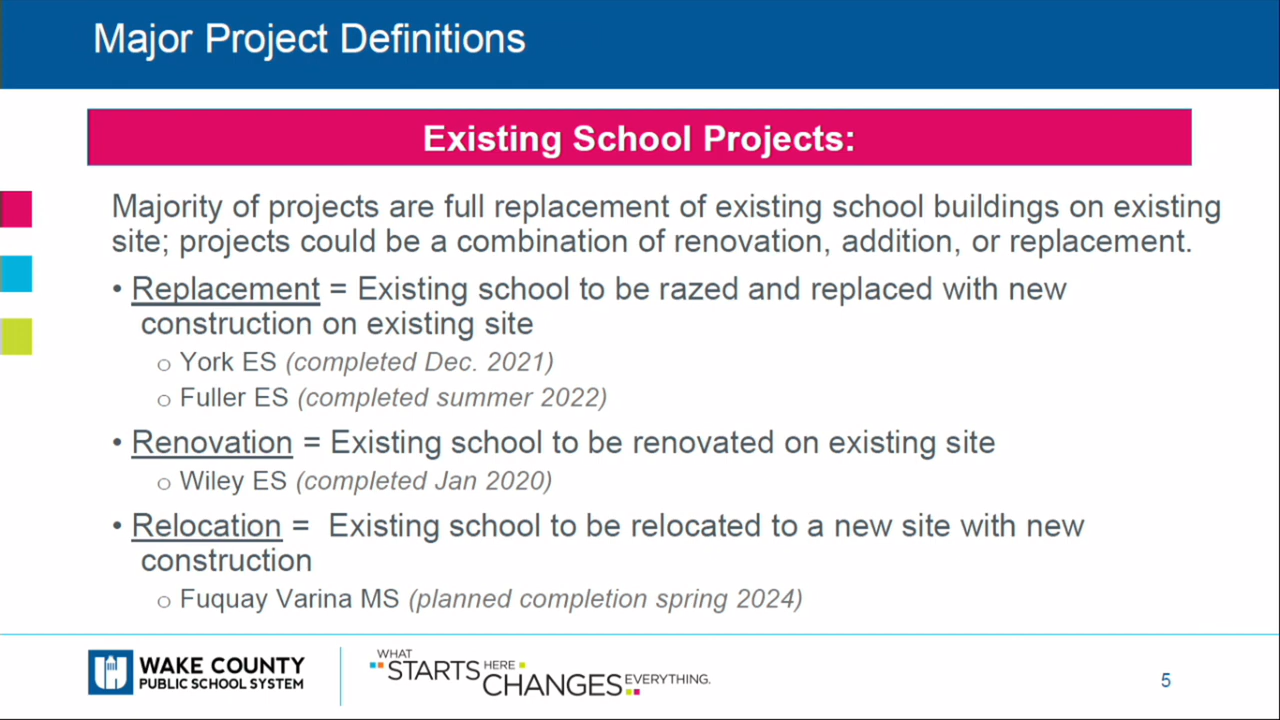 Major Project Definitions
Existing School Projects:
Majority of projects are full replacement of existing school buildings on existing
site; projects could be a combination of renovation, addition, or replacement.
• Replacement = Existing school to be razed and replaced with new
construction on existing site
○ York ES (completed Dec. 2021)
○ Fuller ES (completed summer 2022)
• Renovation = Existing school to be renovated on existing site
○ Wiley ES (completed Jan 2020)
• Relocation = Existing school to be relocated to a new site with new
construction
○ Fuquay Varina MS (planned completion spring 2024)
WAKE COUNTY
PUBLIC SCHOOL SYSTEM
WHAT
STARTS HERE
CHANGES EVERYTHING.
5